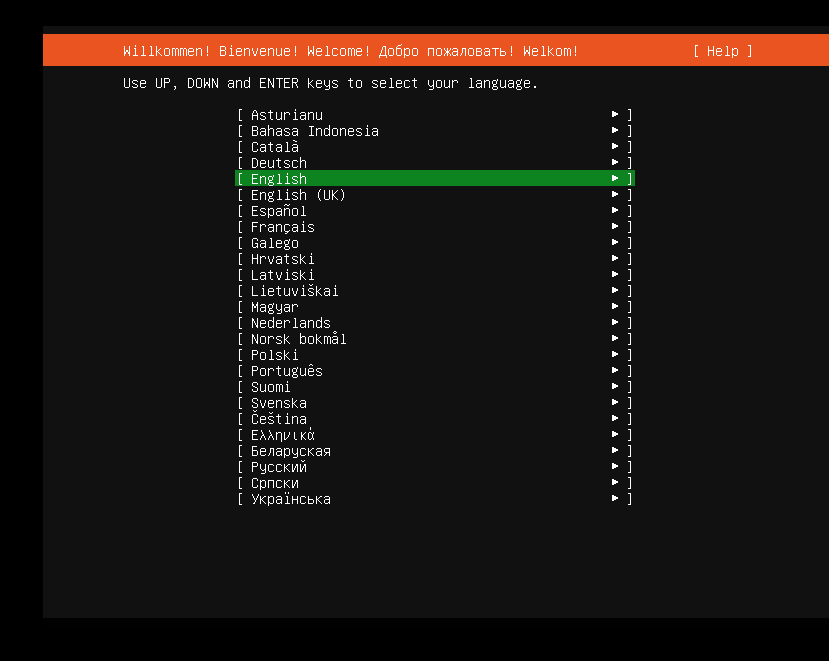 Willkommen! Bienvenue! Welcome! Добро пожаловать! Welkom! [ Help ]
Use UP, DOWN and ENTER keys to select your language.
[ Asturianu ► ]
[ Bahasa Indonesia ► ]
[ Català ► ]
[ Deutsch ► ]
[ English ► ]
[ English (UK) ► ]
[ Español ► ]
[ Français ► ]
[ Galego ► ]
[ Hrvatski ► ]
[ Latviski ► ]
[ Lietuviškai ► ]
[ Magyar ► ]
[ Nederlands ► ]
[ Norsk bokmål ► ]
[ Polski ► ]
[ Português ► ]
[ Suomi ► ]
[ Svenska ► ]
[ Čeština ► ]
[ Ελληνικά ► ]
[ Беларуская ► ]
[ Русский ► ]
[ Српски ► ]
[ Українська ► ]